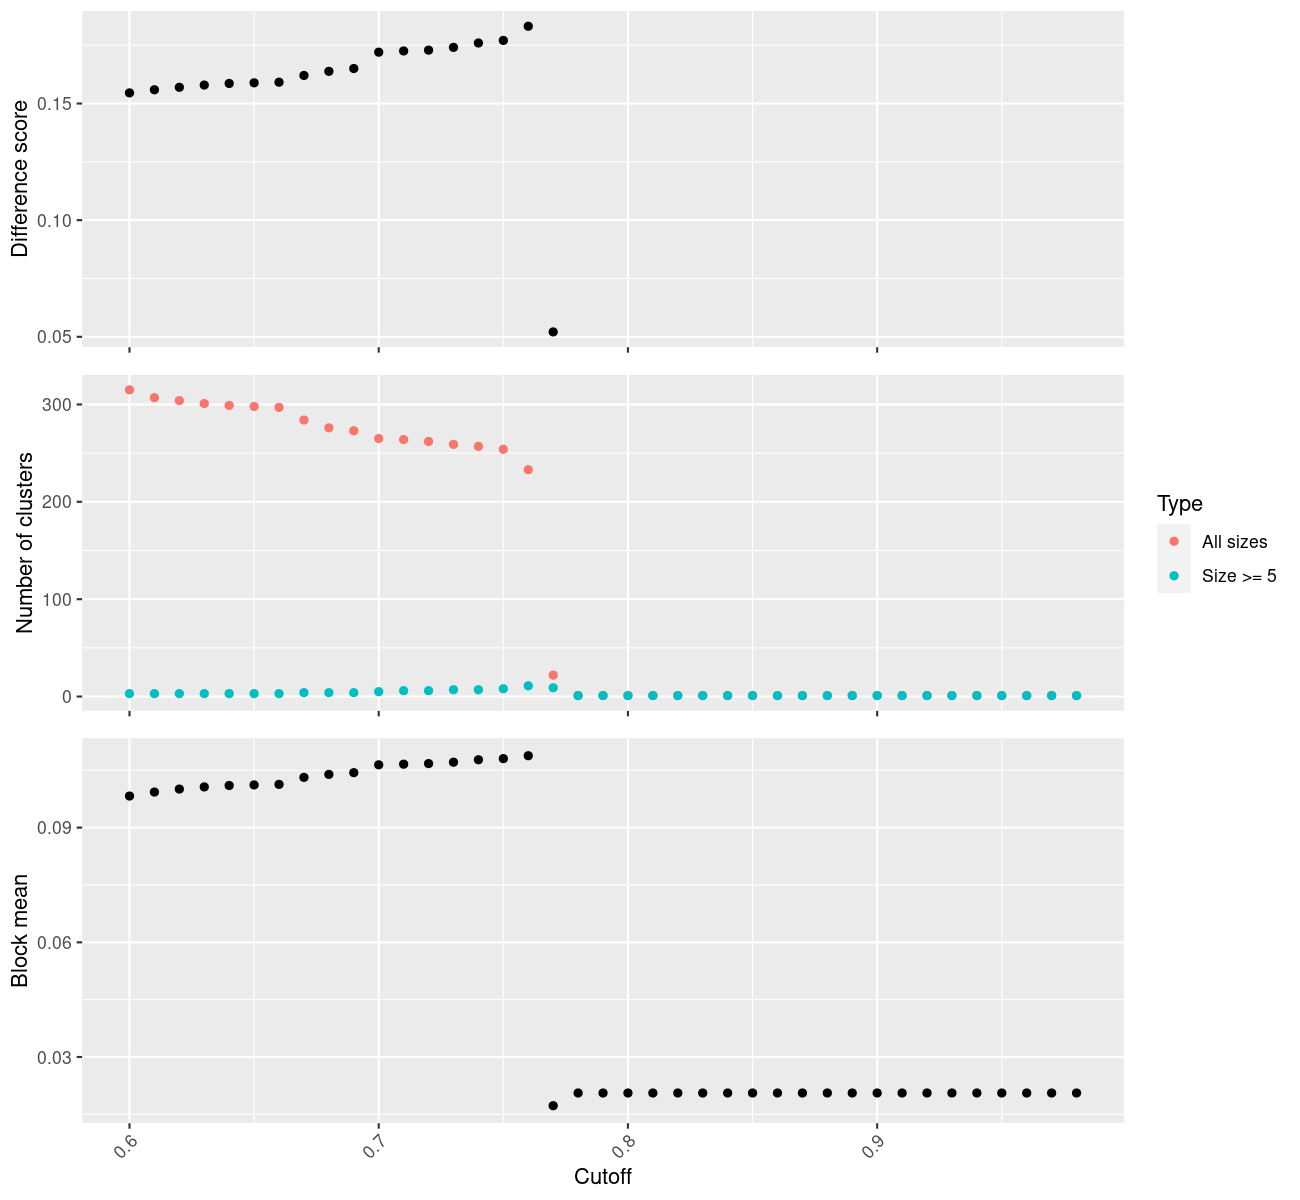 Difference score
0.15
0.10
0.05
Number of clusters
300
200
100
0
Type
All sizes
Size >= 5
Block mean
0.09
0.06
0.03
0.6
0.7
0.8
0.9
Cutoff